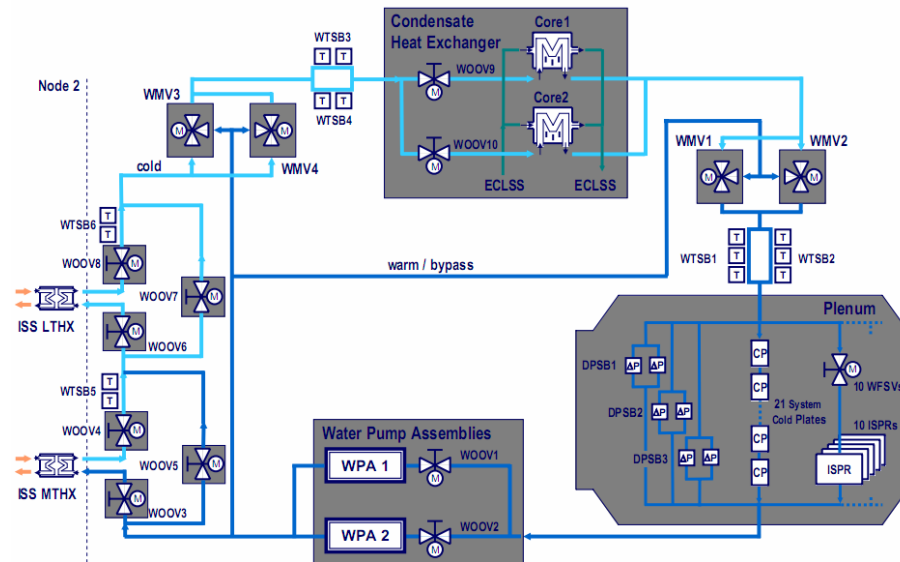 Condensate
Heat Exchanger
Core1
Core2
M
M
WTSB3
T T
T T
WTSB4
WOOV9
M
WOOV10
M
ECLSS
ECLSS
Node 2
WMV3
M
M
WMV4
cold
WMV1
WMV2
M
M
WTSB6
T
T
WOOV8
M
WOOV7
M
warm / bypass
T T
WTSB1 T T WTSB2
T T
ISS LTHX
WOOV6
M
Plenum
WTSB5
T
T
DPSB1
ΔP ΔP
DPSB2
ΔP ΔP
DPSB3
ΔP ΔP
CP
CP
CP
CP
21 System
Cold Plates
M
10 WFSVs
10 ISPRs
ISPR
WOOV4
M
WOOV5
M
ISS MTHX
WOOV3
M
Water Pump Assemblies
WPA 1
WOOV1
M
WPA 2
WOOV2
M